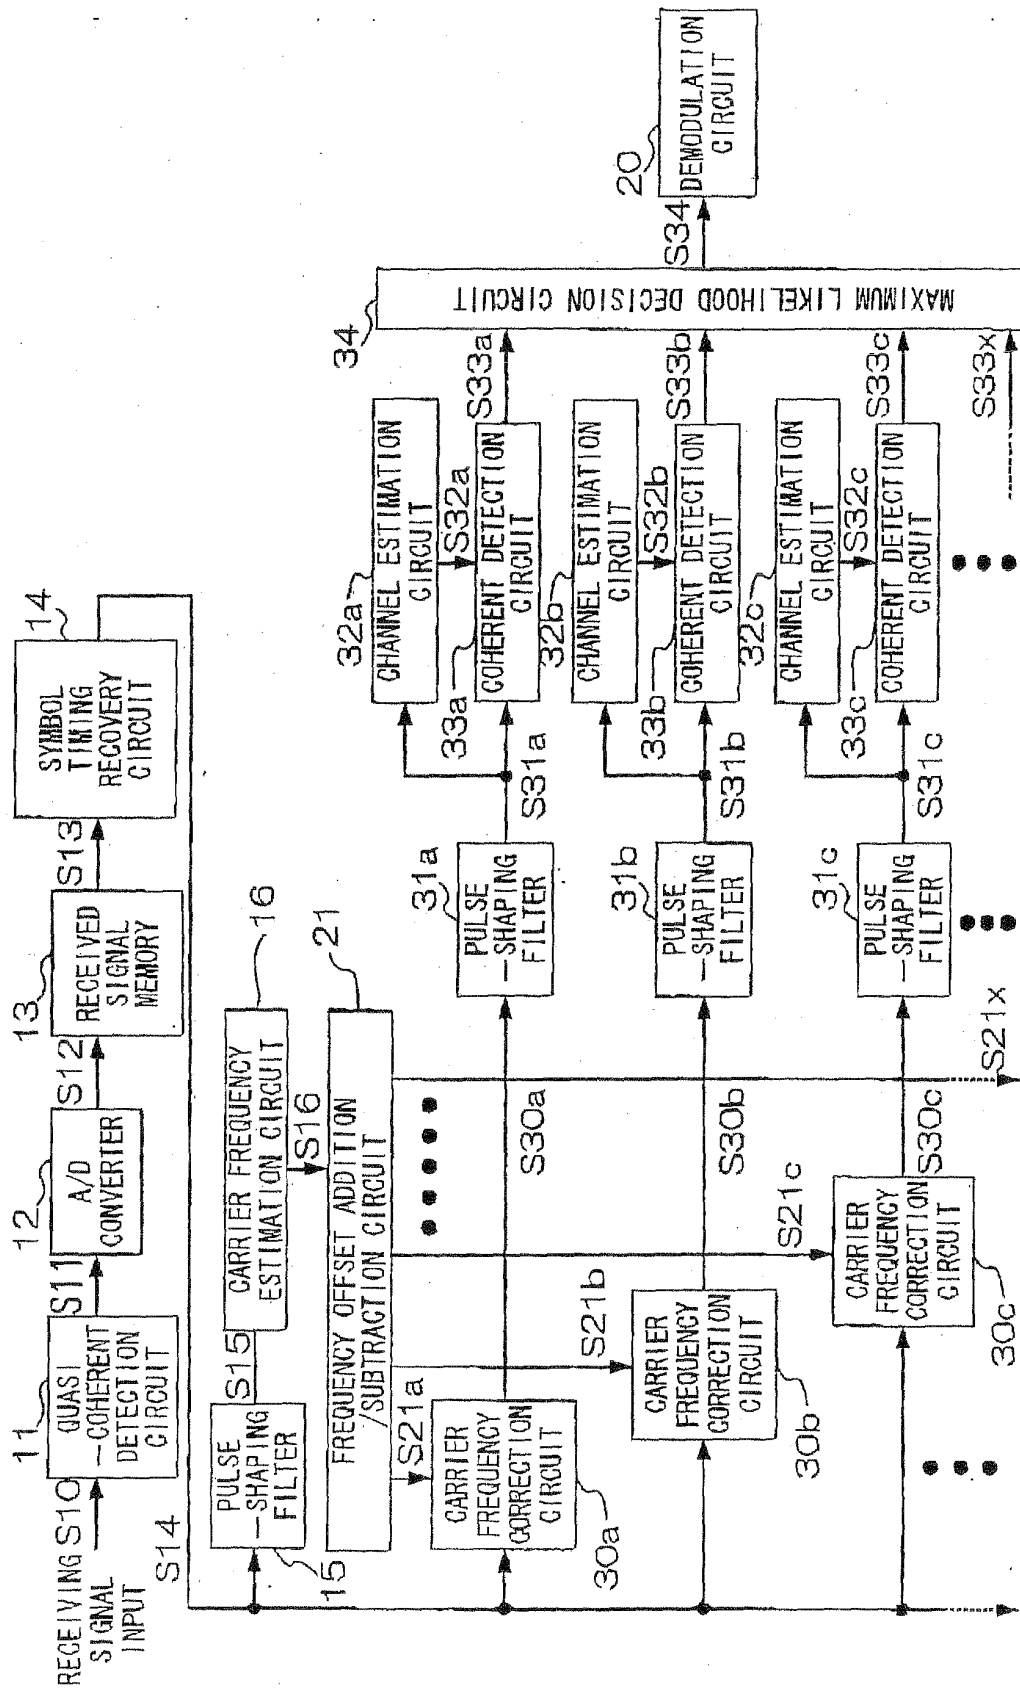 RECEIVING S10
SIGNAL
INPUT
11
QUASI
-COHERENT
DETECTION
CIRCUIT
S11
12
A/D
CONVERTER
S12
13
RECEIVED
SIGNAL
MEMORY
S13
14
SYMBOL
TIMING
RECOVERY
CIRCUIT
S14
PULSE
-SHAPING
FILTER
15
S15
CARRIER FREQUENCY
ESTIMATION CIRCUIT
16
S16
FREQUENCY OFFSET ADDITION
/SUBTRACTION CIRCUIT
21
S21a
S21b
S21c
S21x
CARRIER
FREQUENCY
CORRECTION
CIRCUIT
30a
S30a
PULSE
-SHAPING
FILTER
31a
S31a
32a
CHANNEL ESTIMATION
CIRCUIT
S32a
33a
COHERENT DETECTION
CIRCUIT
S33a
CARRIER
FREQUENCY
CORRECTION
CIRCUIT
30b
S30b
PULSE
-SHAPING
FILTER
31b
S31b
32b
CHANNEL ESTIMATION
CIRCUIT
S32b
33b
COHERENT DETECTION
CIRCUIT
S33b
CARRIER
FREQUENCY
CORRECTION
CIRCUIT
30c
S30c
PULSE
-SHAPING
FILTER
31c
S31c
32c
CHANNEL ESTIMATION
CIRCUIT
S32c
33c
COHERENT DETECTION
CIRCUIT
S33c
S33x
34
MAXIMUM LIKELIHOOD DECISION CIRCUIT
S34
20
DEMODULATION
CIRCUIT